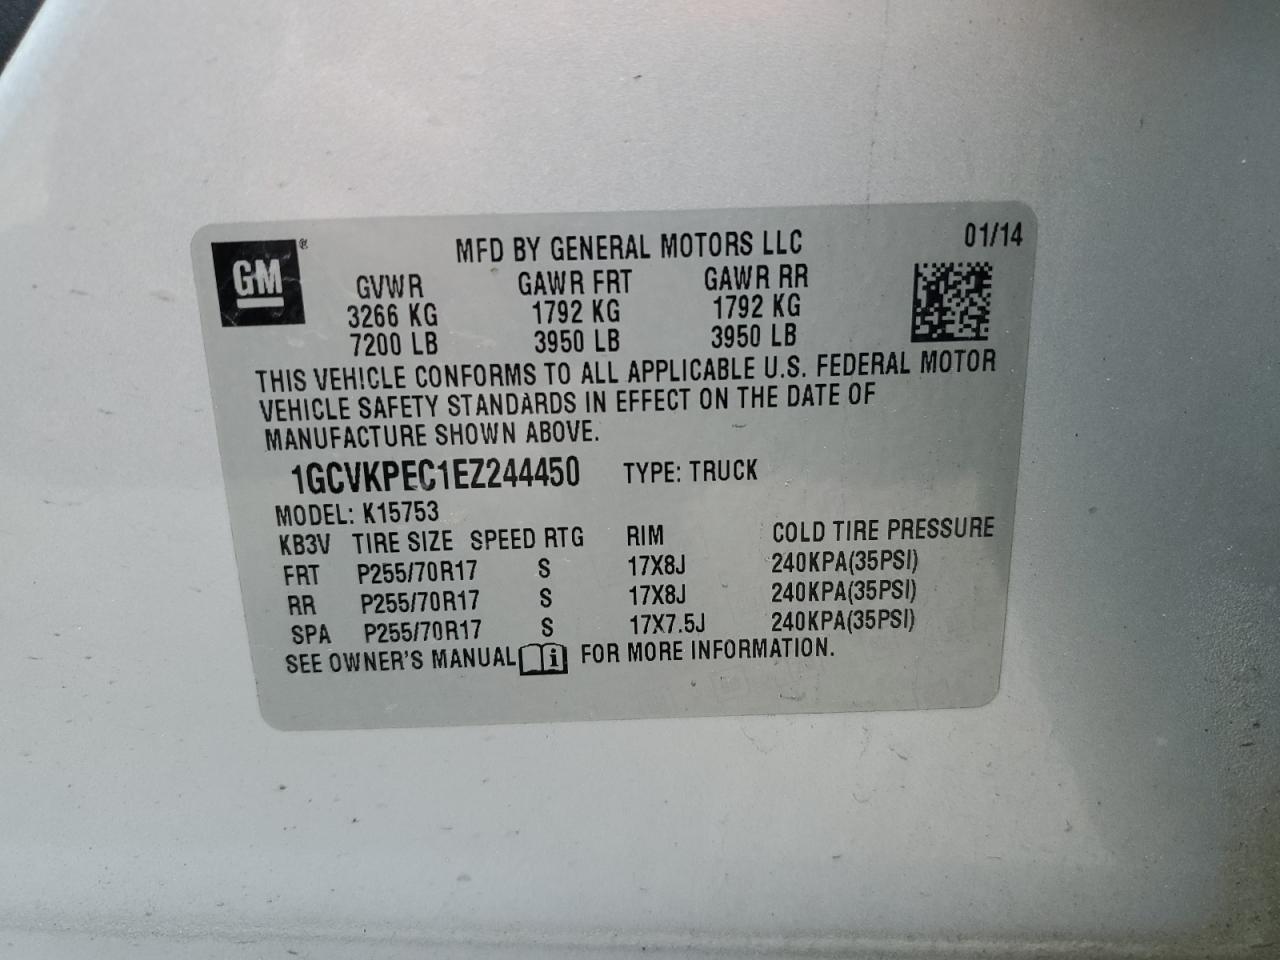 GM ® MFD BY GENERAL MOTORS LLC 01/14
GVWR GAWR FRT GAWR RR
3266 KG 1792 KG 1792 KG
7200 LB 3950 LB 3950 LB
THIS VEHICLE CONFORMS TO ALL APPLICABLE U.S. FEDERAL MOTOR
VEHICLE SAFETY STANDARDS IN EFFECT ON THE DATE OF
MANUFACTURE SHOWN ABOVE.
1GCVKPEC1EZ244450 TYPE: TRUCK
MODEL: K15753
KB3V TIRE SIZE SPEED RTG RIM COLD TIRE PRESSURE
FRT P255/70R17 S 17X8J 240KPA(35PSI)
RR P255/70R17 S 17X8J 240KPA(35PSI)
SPA P255/70R17 S 17X7.5J 240KPA(35PSI)
SEE OWNER'S MANUAL i FOR MORE INFORMATION.